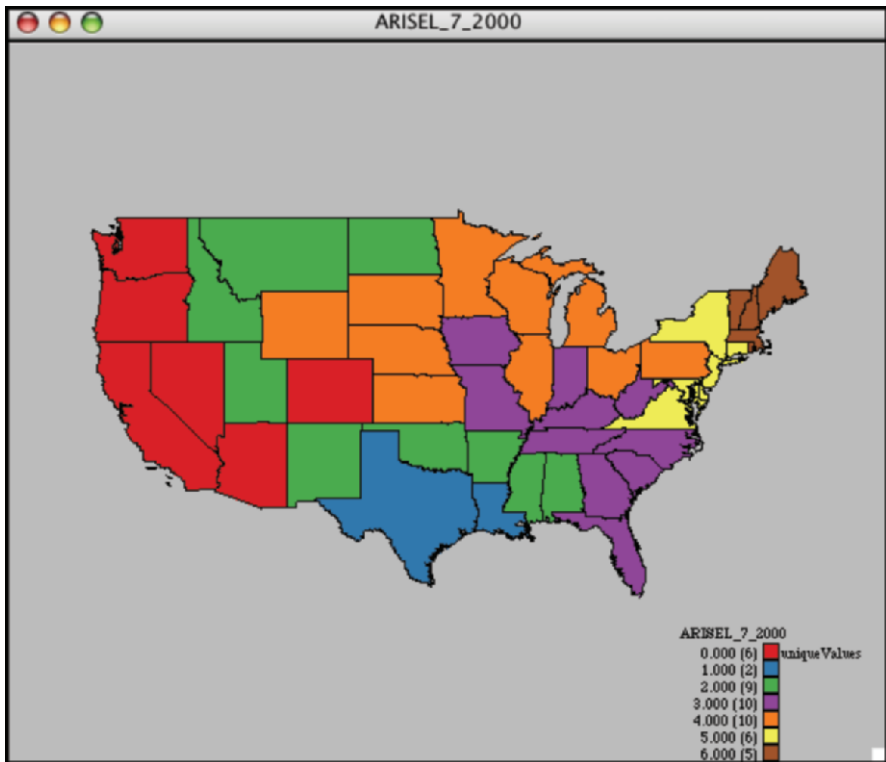 ARISEL_7_2000
ARISEL_7_2000
0.000 (6) uniqueValues
1.000 (2)
2.000 (9)
3.000 (10)
4.000 (10)
5.000 (6)
6.000 (5)